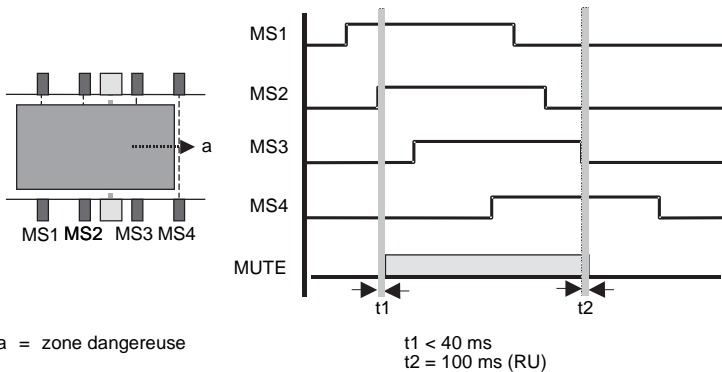 MS1
MS2
MS3
MS4
MUTE
a
MS1 MS2 MS3 MS4
t1 t2
a = zone dangereuse
t1 < 40 ms
t2 = 100 ms (RU)